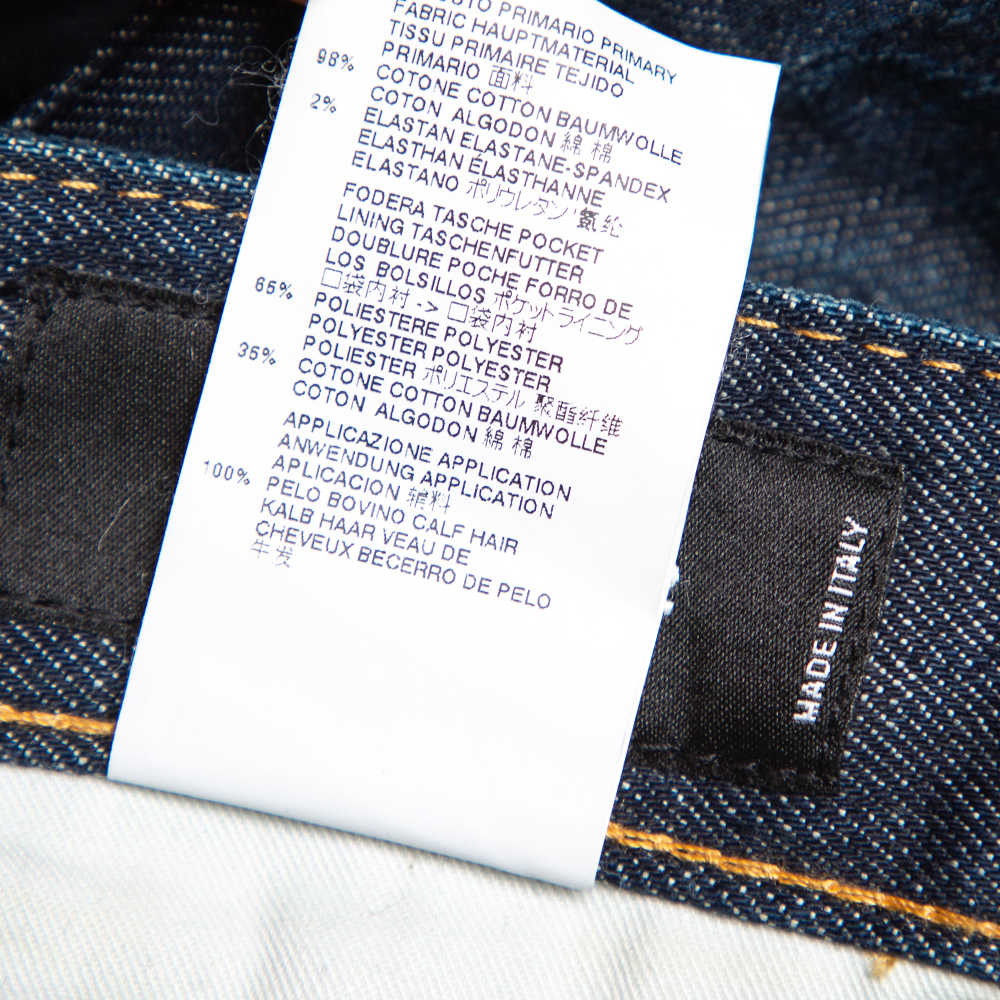 PRIMARIO PRIMARY
FABRIC HAUPTMATERIAL
TISSU PRIMAIRE TEJIDO
PRIMARIO 面料
98% COTONE COTTON BAUMWOLLE
COTON ALGODON 綿 棉
2% ELASTAN ELASTANE-SPANDEX
ELASTHAN ÉLASTHANNE
ELASTANO ポリウレタン 氨纶
FODERA TASCHE POCKET
LINING TASCHENFUTTER
DOUBLURE POCHE FORRO DE
LOS BOLSILLOS ポケットライニング
口袋内衬 -> 口袋内衬
65% POLIESTERE POLYESTER
POLYESTER POLYESTER
POLIESTER ポリエステル 聚酯纤维
35% COTONE COTTON BAUMWOLLE
COTON ALGODON 綿 棉
APPLICAZIONE APPLICATION
ANWENDUNG APPLICATION
APLICACION 辅料
100% PELO BOVINO CALF HAIR
KALB HAAR VEAU DE
CHEVEUX BECERRO DE PELO
牛发
MADE IN ITALY